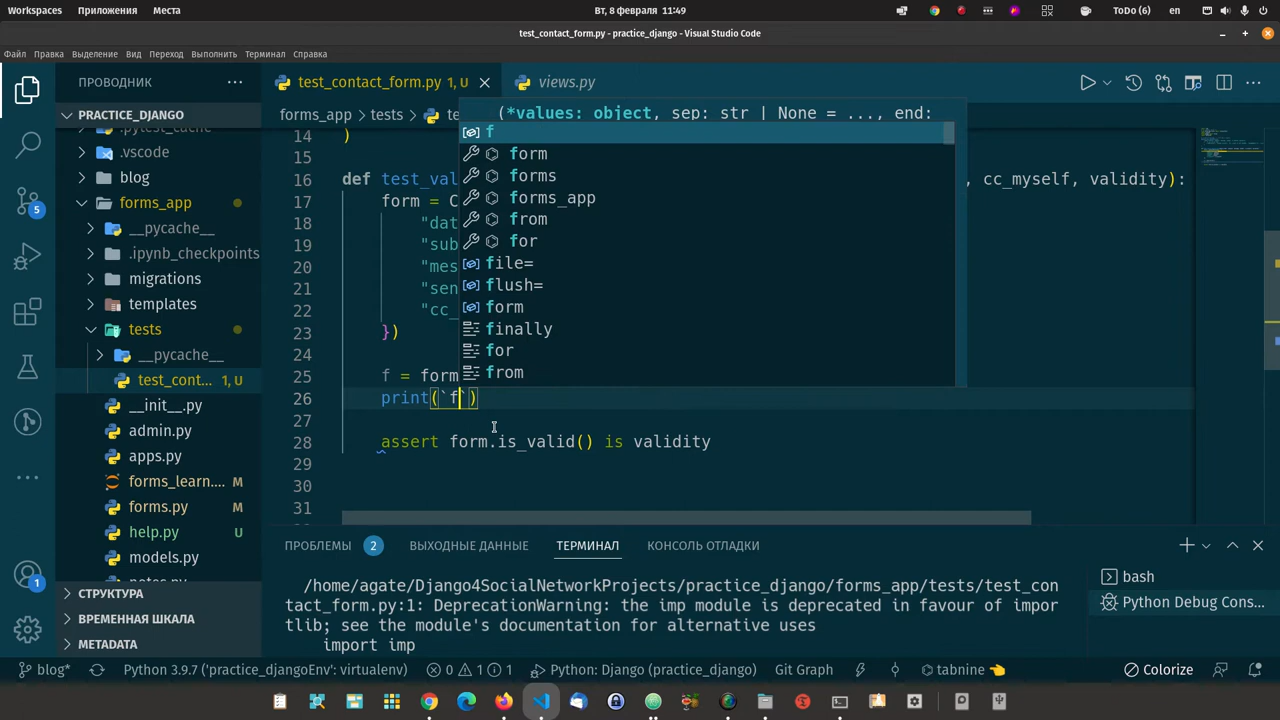 Workspaces Приложения Места Вт, 8 февраля 11:49 ToDo (6) en
test_contact_form.py - practice_django - Visual Studio Code
Файл Правка Выделение Вид Переход Выполнить Терминал Справка
ПРОВОДНИК
test_contact_form.py 1, U
views.py
PRACTICE_DJANGO
.pytest_cache
.vscode
blog
forms_app
__pycache__
.ipynb_checkpoints
migrations
templates
tests
__pycache__
test_cont... 1, U
__init__.py
admin.py
apps.py
forms_learn... M
forms.py M
help.py U
models.py
notes.py
СТРУКТУРА
ВРЕМЕННАЯ ШКАЛА
METADATA
5
1
forms_app > tests > te
(*values: object, sep: str | None = ..., end:
f
form
forms
forms_app
from
for
file=
flush=
form
finally
for
from
14 )
15
16 def test_val , cc_myself, validity):
17 form = C
18 "dat
19 "sub
20 "mes
21 "sen
22 "cc_
23 })
24
25 f = form
26 print(`f`)
27
28 assert form.is_valid() is validity
29
30
31
ПРОБЛЕМЫ 2 ВЫХОДНЫЕ ДАННЫЕ ТЕРМИНАЛ КОНСОЛЬ ОТЛАДКИ
/home/agate/Django4SocialNetworkProjects/practice_django/forms_app/tests/test_con
tact_form.py:1: DeprecationWarning: the imp module is deprecated in favour of impor
tlib; see the module's documentation for alternative uses
import imp
bash
Python Debug Cons...
blog* Python 3.9.7 ('practice_djangoEnv': virtualenv) 0 1 1 Python: Django (practice_django) Git Graph tabnine Colorize